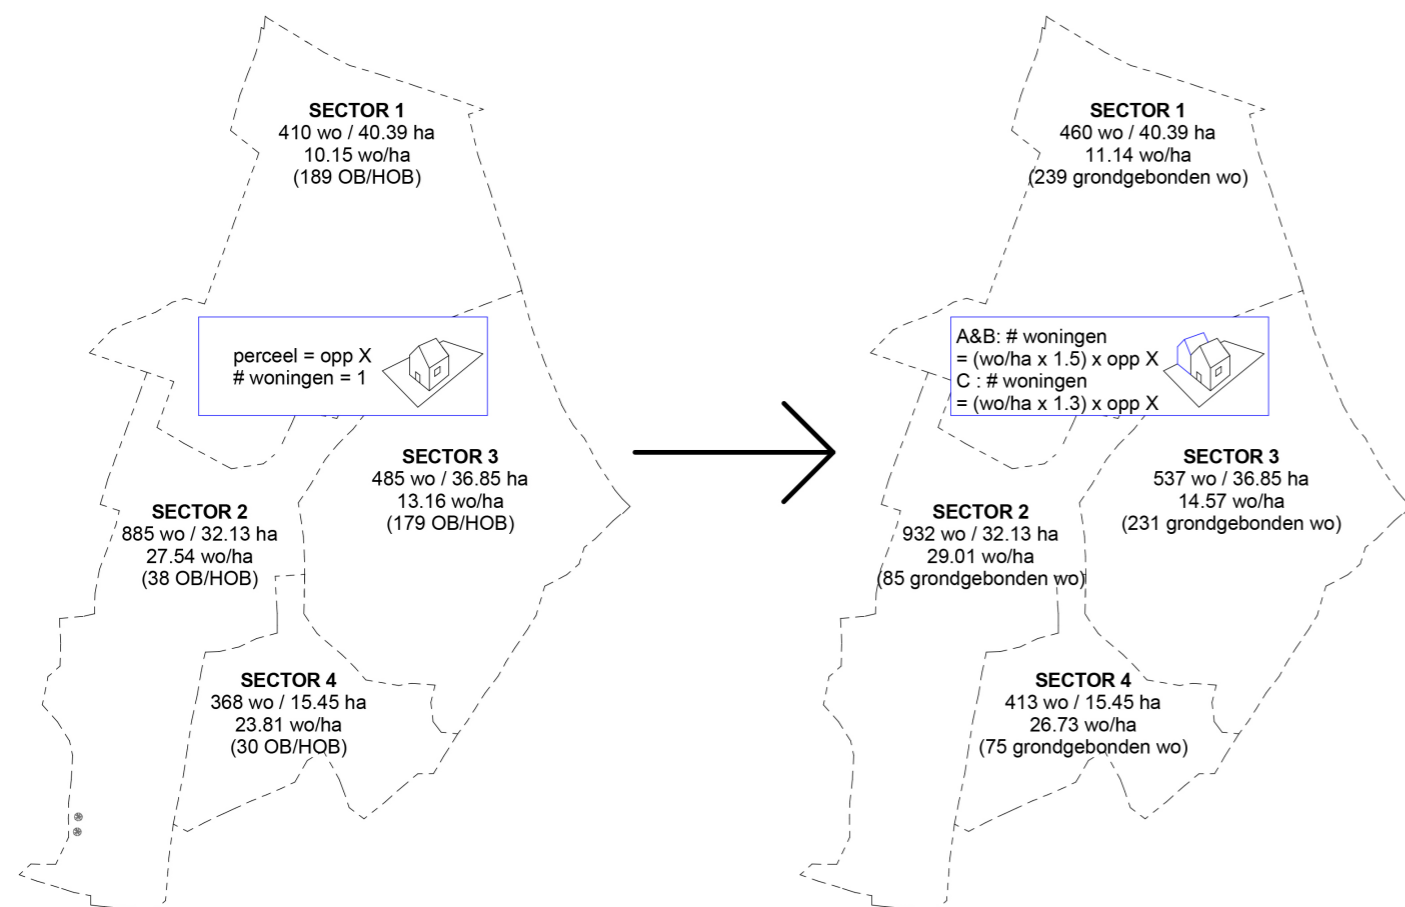 SECTOR 1
410 wo / 40.39 ha
10.15 wo/ha
(189 OB/HOB)
perceel = opp X
# woningen = 1
SECTOR 3
485 wo / 36.85 ha
13.16 wo/ha
(179 OB/HOB)
SECTOR 2
885 wo / 32.13 ha
27.54 wo/ha
(38 OB/HOB)
SECTOR 4
368 wo / 15.45 ha
23.81 wo/ha
(30 OB/HOB)
SECTOR 1
460 wo / 40.39 ha
11.14 wo/ha
(239 grondgebonden wo)
A&B: # woningen
= (wo/ha x 1.5) x opp X
C : # woningen
= (wo/ha x 1.3) x opp X
SECTOR 3
537 wo / 36.85 ha
14.57 wo/ha
(231 grondgebonden wo)
SECTOR 2
932 wo / 32.13 ha
29.01 wo/ha
(85 grondgebonden wo)
SECTOR 4
413 wo / 15.45 ha
26.73 wo/ha
(75 grondgebonden wo)